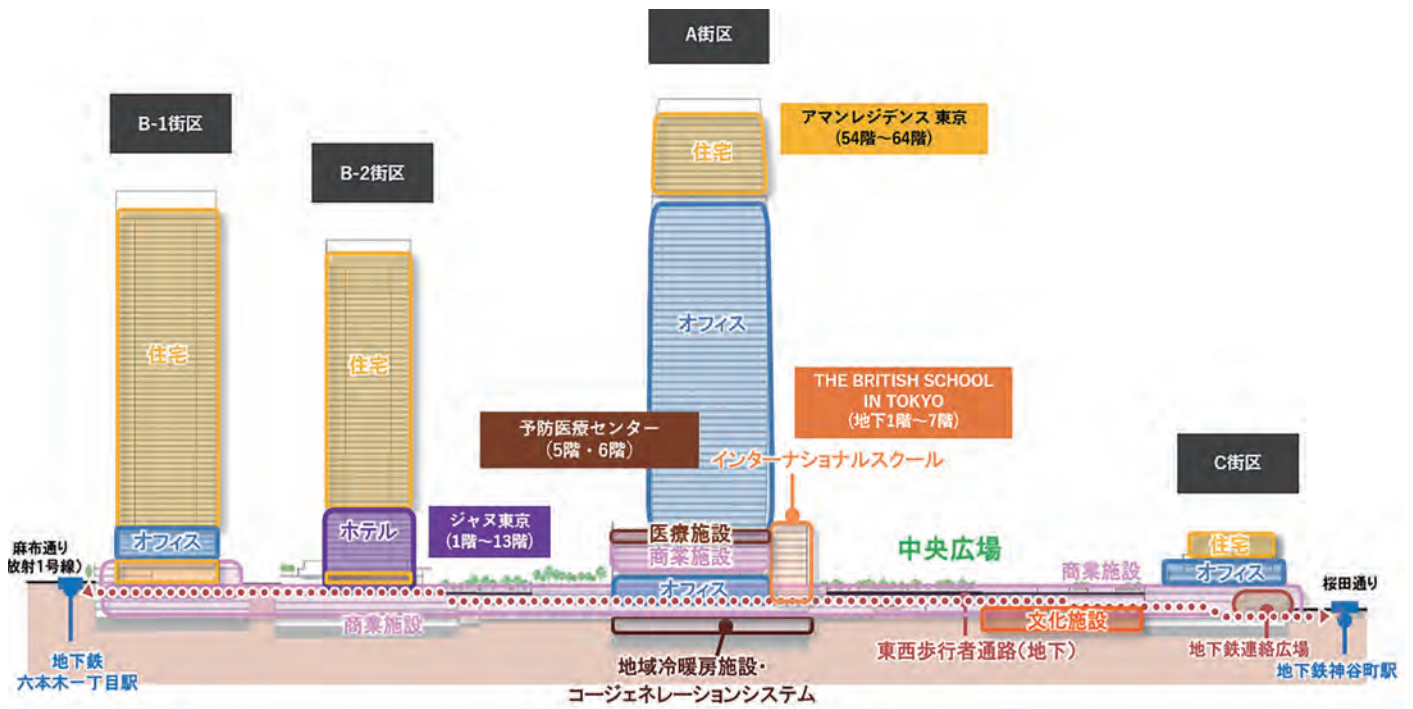 A街区
B-1街区
B-2街区
アマンレジデンス 東京
(54階～64階)
住宅
住宅
住宅
オフィス
THE BRITISH SCHOOL
IN TOKYO
(地下1階～7階)
インターナショナルスクール
予防医療センター
(5階・6階)
C街区
ジャヌ東京
(1階～13階)
ホテル
オフィス
医療施設
商業施設
オフィス
中央広場
住宅
オフィス
商業施設
麻布通り
放射1号線)
桜田通り
商業施設
文化施設
地下鉄
六本木一丁目駅
地域冷暖房施設・
コージェネレーションシステム
東西歩行者通路(地下)
地下鉄連絡広場
地下鉄神谷町駅